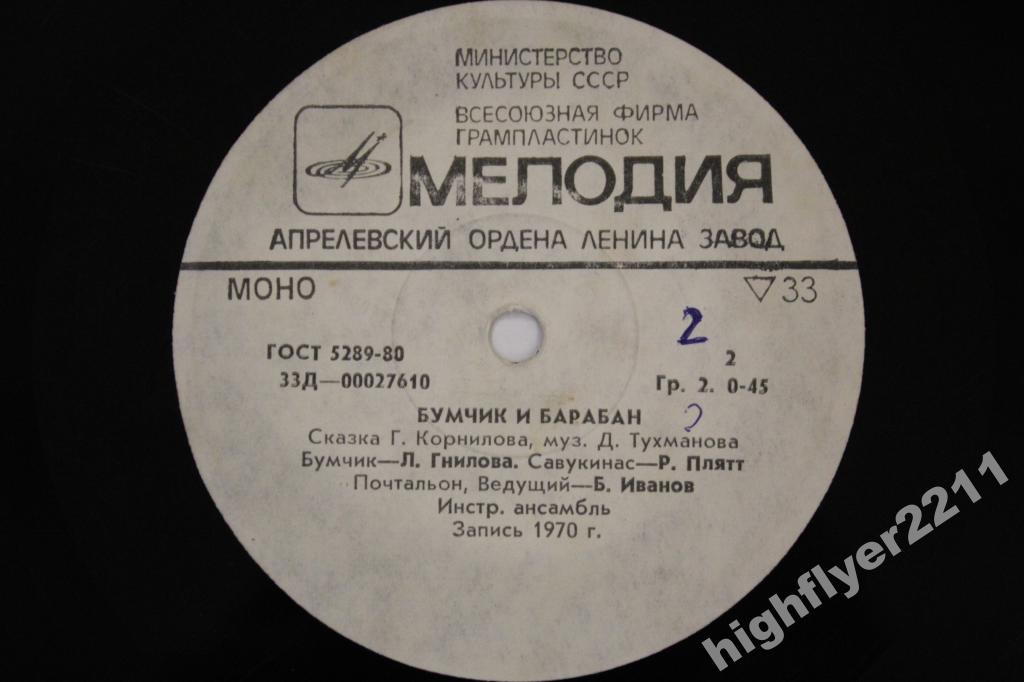 МИНИСТЕРСТВО
КУЛЬТУРЫ СССР
ВСЕСОЮЗНАЯ ФИРМА
ГРАМПЛАСТИНОК
МЕЛОДИЯ
АПРЕЛЕВСКИЙ ОРДЕНА ЛЕНИНА ЗАВОД
МОНО ▽33
2
ГОСТ 5289-80 2
33Д—00027610 Гр. 2. 0-45
БУМЧИК И БАРАБАН
Сказка Г. Корнилова, муз. Д. Тухманова
Бумчик—Л. Гнилова. Савукинас—Р. Плятт
Почтальон, Ведущий—Б. Иванов
Инстр. ансамбль
Запись 1970 г.
highflyer2211